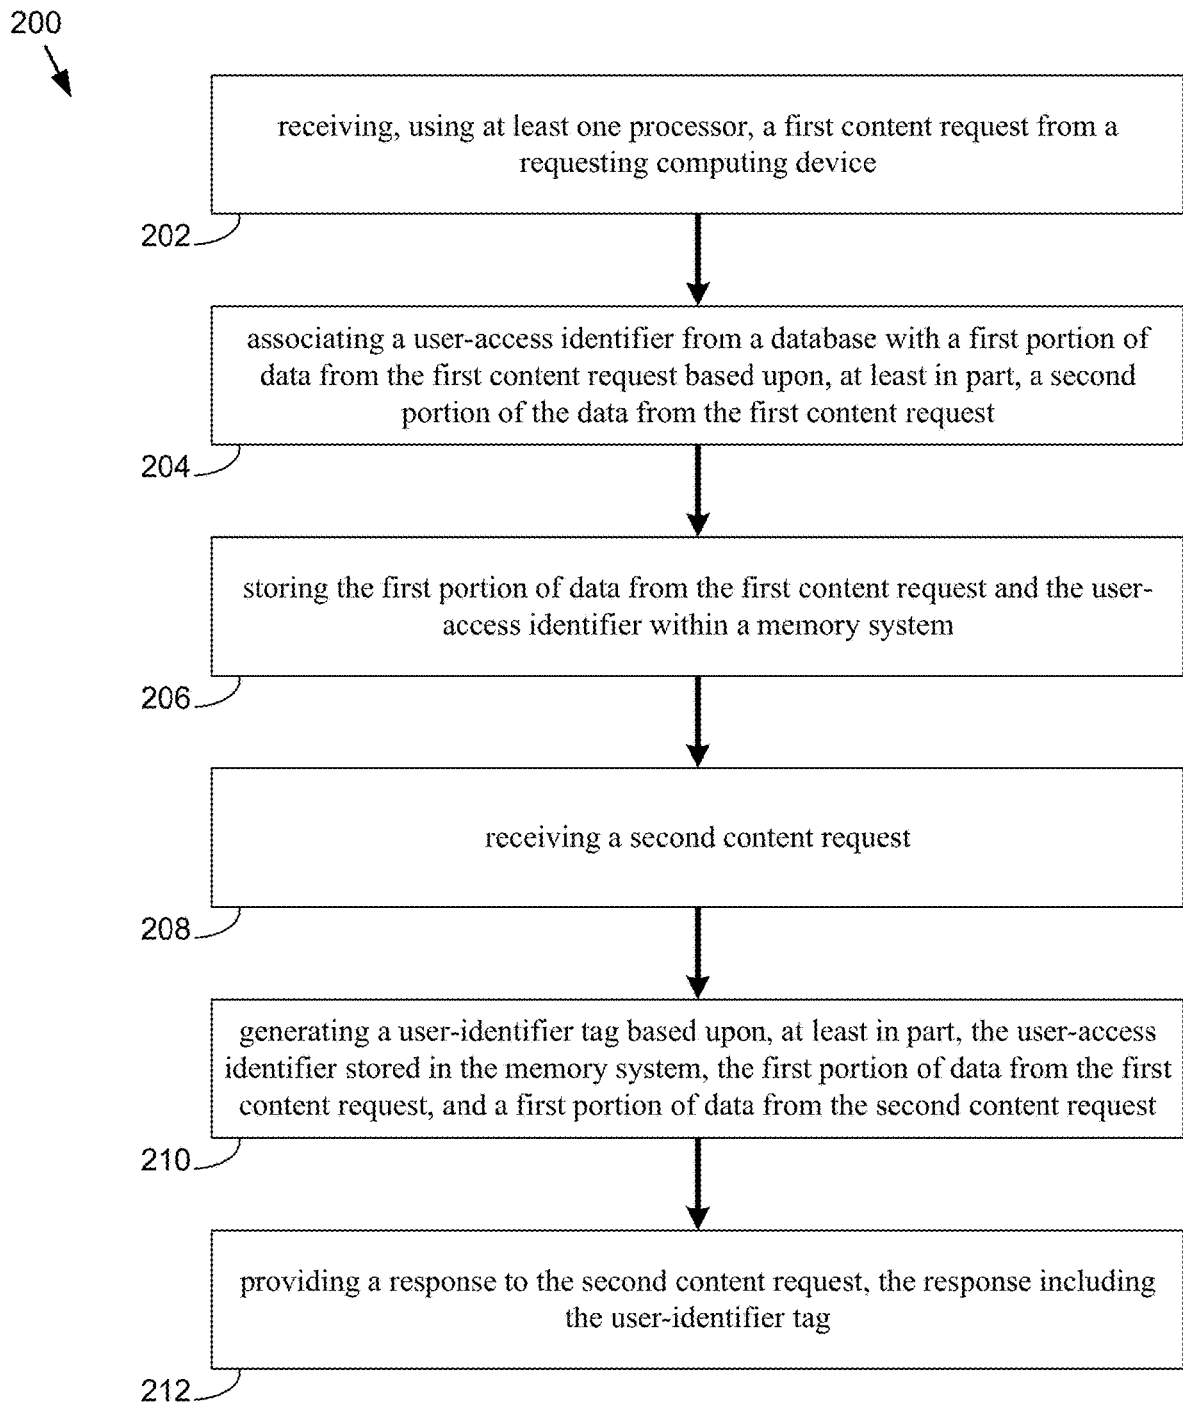 200
receiving, using at least one processor, a first content request from a
requesting computing device
202
associating a user-access identifier from a database with a first portion of
data from the first content request based upon, at least in part, a second
portion of the data from the first content request
204
storing the first portion of data from the first content request and the user-
access identifier within a memory system
206
receiving a second content request
208
generating a user-identifier tag based upon, at least in part, the user-access
identifier stored in the memory system, the first portion of data from the first
content request, and a first portion of data from the second content request
210
providing a response to the second content request, the response including
the user-identifier tag
212